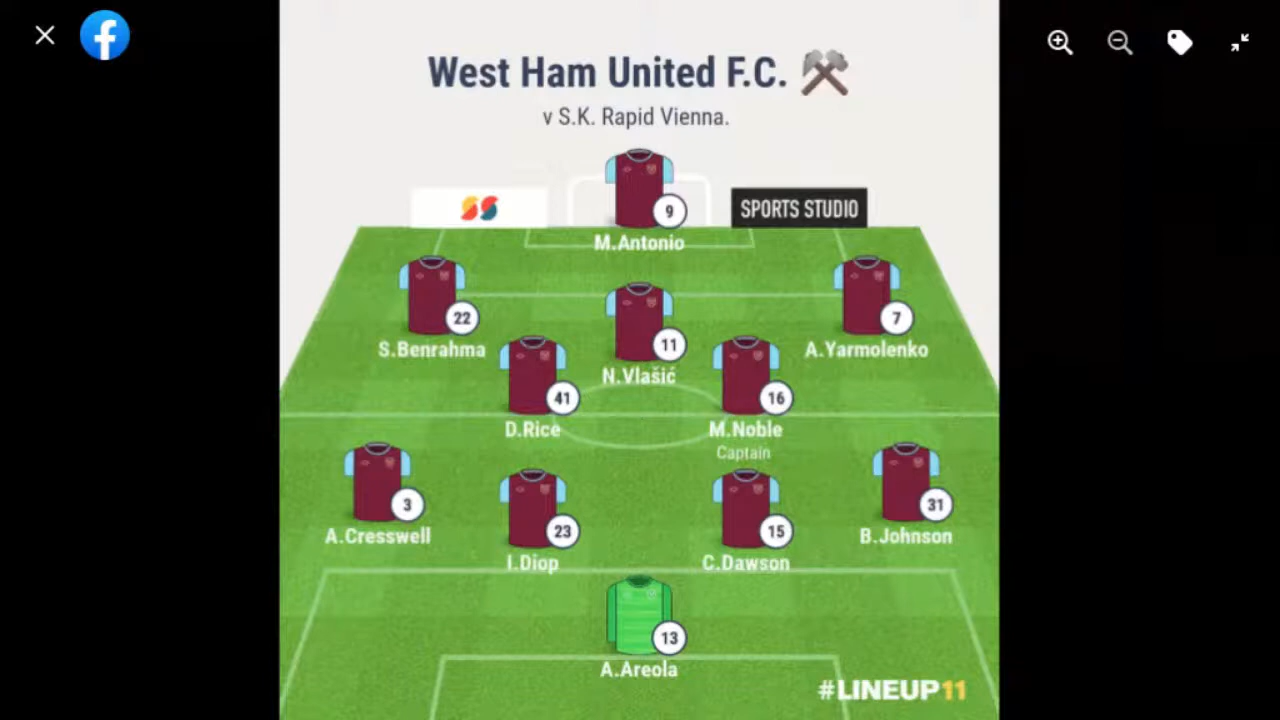 West Ham United F.C.
v S.K. Rapid Vienna.
SS
SPORTS STUDIO
9
M.Antonio
22
S.Benrahma
11
N.Vlašić
7
A.Yarmolenko
41
D.Rice
16
M.Noble
Captain
3
A.Cresswell
23
I.Diop
15
C.Dawson
31
B.Johnson
13
A.Areola
#LINEUP11